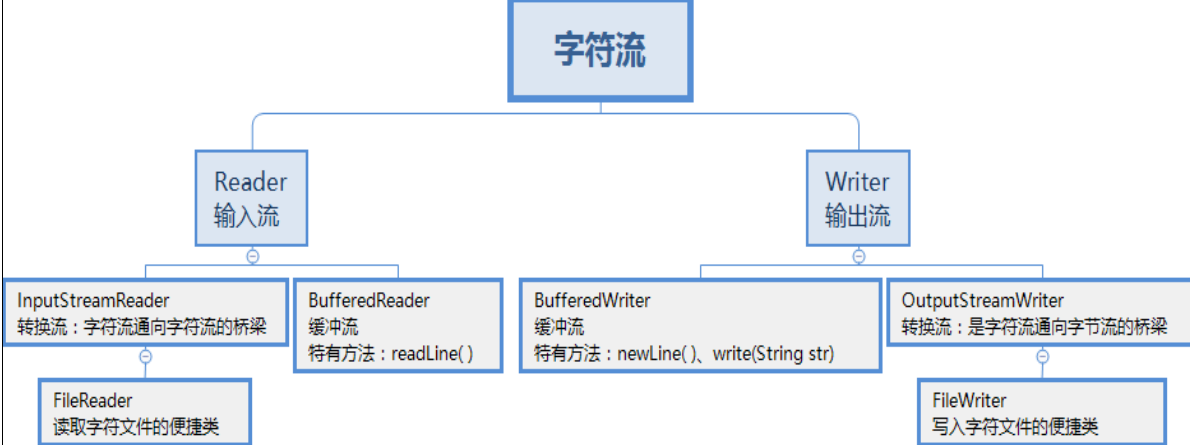 字符流
Reader
输入流
Writer
输出流
InputStreamReader
转换流：字符流通向字符流的桥梁
BufferedReader
缓冲流
特有方法：readLine( )
BufferedWriter
缓冲流
特有方法：newLine( )、write(String str)
OutputStreamWriter
转换流：是字符流通向字节流的桥梁
FileReader
读取字符文件的便捷类
FileWriter
写入字符文件的便捷类